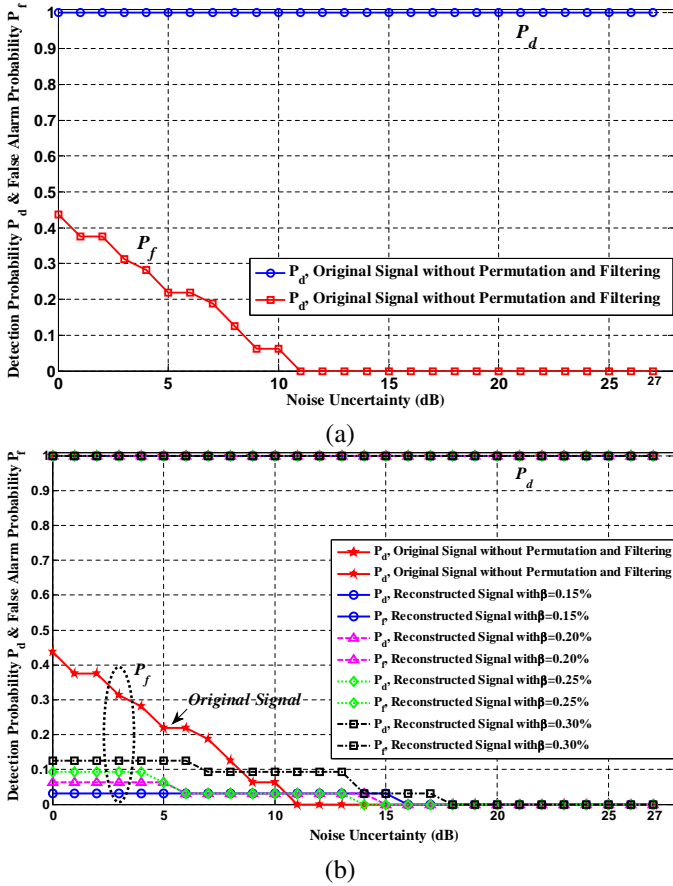 Detection Probability P_d & False Alarm Probability P_f
1
0.9
0.8
0.7
0.6
0.5
0.4
0.3
0.2
0.1
0
P_d
P_f
P_d, Original Signal without Permutation and Filtering
P_d, Original Signal without Permutation and Filtering
0 5 10 15 20 25 27
Noise Uncertainty (dB)
(a)
Detection Probability P_d & False Alarm Probability P_f
1
0.9
0.8
0.7
0.6
0.5
0.4
0.3
0.2
0.1
0
P_d
P_f
Original Signal
P_d, Original Signal without Permutation and Filtering
P_d, Original Signal without Permutation and Filtering
P_d, Reconstructed Signal with β=0.15%
P_f, Reconstructed Signal with β=0.15%
P_d, Reconstructed Signal with β=0.20%
P_f, Reconstructed Signal with β=0.20%
P_d, Reconstructed Signal with β=0.25%
P_f, Reconstructed Signal with β=0.25%
P_d, Reconstructed Signal with β=0.30%
P_f, Reconstructed Signal with β=0.30%
0 5 10 15 20 25 27
Noise Uncertainty (dB)
(b)